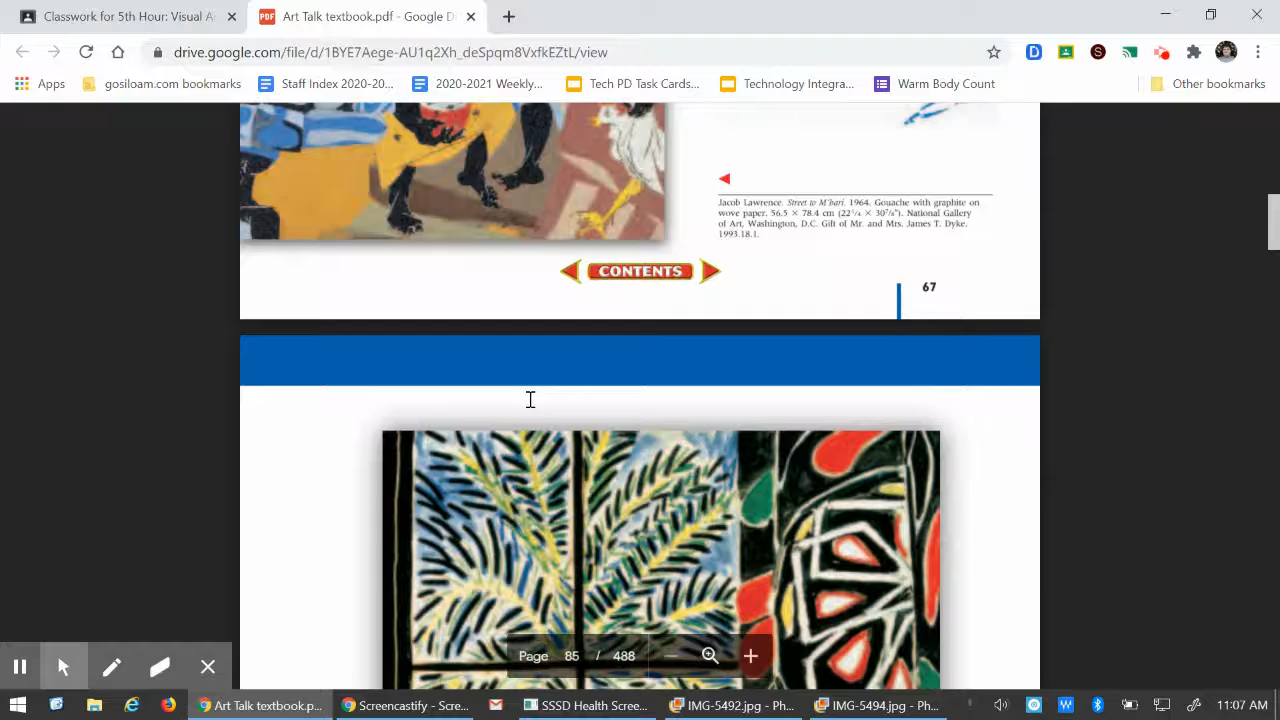 Classwork for 5th Hour: Visual A
PDF
Art Talk textbook.pdf - Google D
drive.google.com/file/d/1BYE7Aege-AU1q2Xh_deSpqm8VxfkEZtL/view
Apps
gosiloam.com bookmarks
Staff Index 2020-20...
2020-2021 Weekly...
Tech PD Task Cards...
Technology Integra...
Warm Body Count
Other bookmarks
Jacob Lawrence. Street to M'bari. 1964. Gouache with graphite on
wove paper. 56.5 × 78.4 cm (22¹/₄ × 30⁷/₈"). National Gallery
of Art, Washington, D.C. Gift of Mr. and Mrs. James T. Dyke.
1993.18.1.
CONTENTS
67
Page 85 / 488
Art Talk textbook.p...
Screencastify - Scre...
SSSD Health Scree...
IMG-5492.jpg - Ph...
IMG-5494.jpg - Ph...
11:07 AM